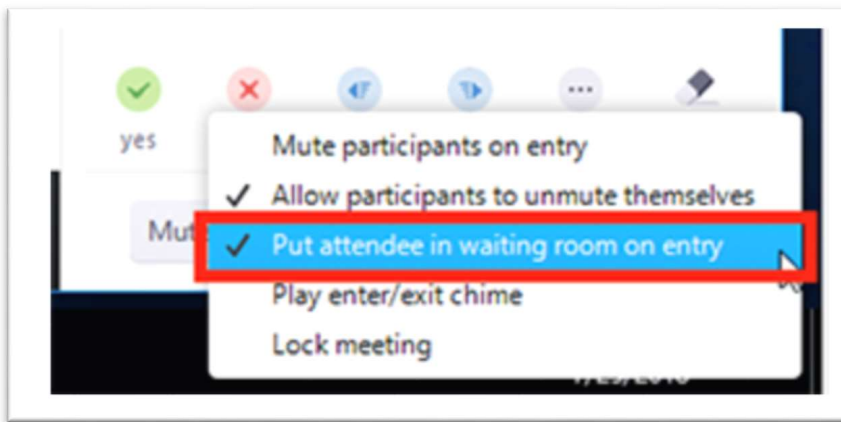 yes
Mute participants on entry
Allow participants to unmute themselves
Mut
Put attendee in waiting room on entry
Play enter/exit chime
Lock meeting